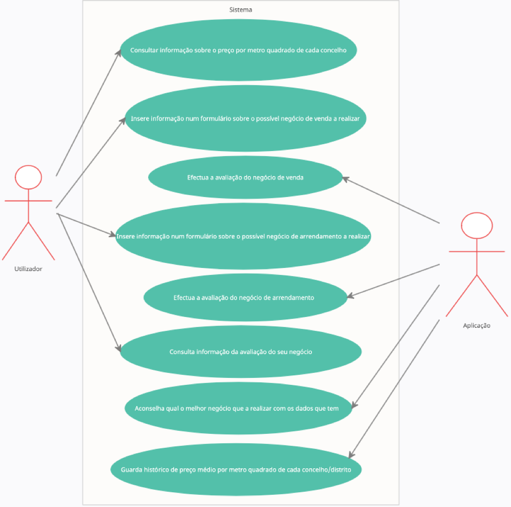 Sistema
Consultar informação sobre o preço por metro quadrado de cada concelho
Insere informação num formulário sobre o possível negócio de venda a realizar
Efectua a avaliação do negócio de venda
Insere informação num formulário sobre o possível negócio de arrendamento a realizar
Utilizador
Efectua a avaliação do negócio de arrendamento
Aplicação
Consulta informação da avaliação do seu negócio
Aconselha qual o melhor negócio que a realizar com os dados que tem
Guarda histórico de preço médio por metro quadrado de cada concelho/distrito